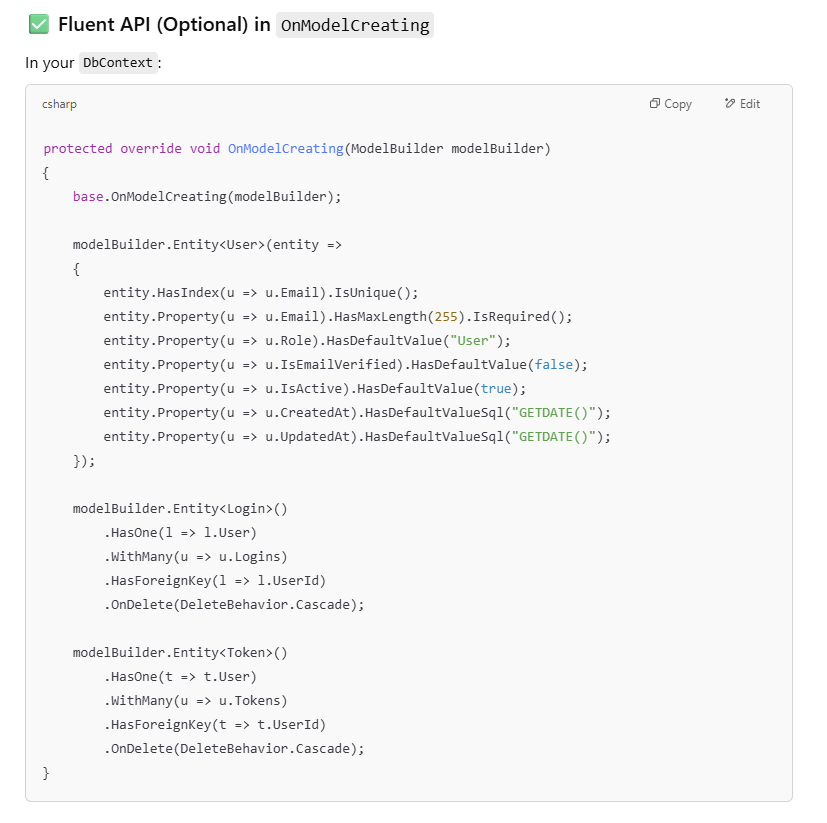 ✅ Fluent API (Optional) in OnModelCreating
In your DbContext:
csharp
Copy
Edit
protected override void OnModelCreating(ModelBuilder modelBuilder)
{
    base.OnModelCreating(modelBuilder);

    modelBuilder.Entity<User>(entity =>
    {
        entity.HasIndex(u => u.Email).IsUnique();
        entity.Property(u => u.Email).HasMaxLength(255).IsRequired();
        entity.Property(u => u.Role).HasDefaultValue("User");
        entity.Property(u => u.IsEmailVerified).HasDefaultValue(false);
        entity.Property(u => u.IsActive).HasDefaultValue(true);
        entity.Property(u => u.CreatedAt).HasDefaultValueSql("GETDATE()");
        entity.Property(u => u.UpdatedAt).HasDefaultValueSql("GETDATE()");
    });

    modelBuilder.Entity<Login>()
        .HasOne(l => l.User)
        .WithMany(u => u.Logins)
        .HasForeignKey(l => l.UserId)
        .OnDelete(DeleteBehavior.Cascade);

    modelBuilder.Entity<Token>()
        .HasOne(t => t.User)
        .WithMany(u => u.Tokens)
        .HasForeignKey(t => t.UserId)
        .OnDelete(DeleteBehavior.Cascade);
}